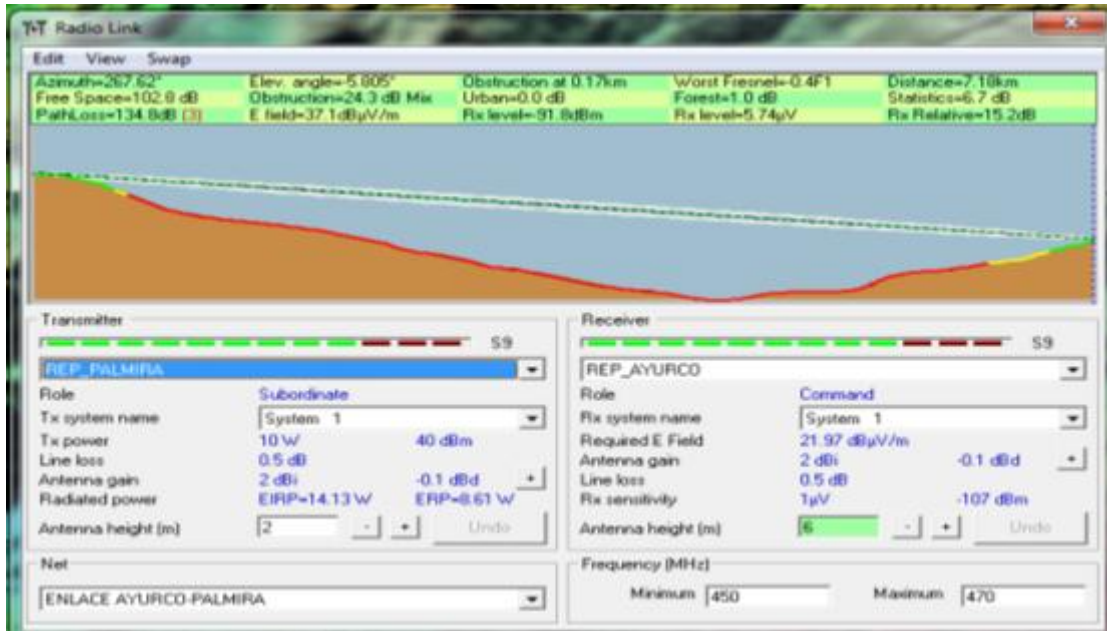 Radio Link
Edit View Swap
Azimuth=267.62° Elev. angle=-5.805° Obstruction at 0.17km Worst Fresnel=-0.4F1 Distance=7.18km
Free Space=102.8 dB Obstruction=24.3 dB Mix Urban=0.0 dB Forest=1.0 dB Statistics=6.7 dB
PathLoss=134.8dB (3) E field=37.1dBµV/m Rx level=-91.8dBm Rx level=5.74µV Rx Relative=15.2dB
Transmitter
S9
REP_PALMIRA
Role Subordinate
Tx system name System 1
Tx power 10 W 40 dBm
Line loss 0.5 dB
Antenna gain 2 dBi -0.1 dBd +
Radiated power EIRP=14.13 W ERP=8.61 W
Antenna height (m) 2 - + Undo
Net
ENLACE AYURCO-PALMIRA
Receiver
S9
REP_AYURCO
Role Command
Rx system name System 1
Required E Field 21.97 dBµV/m
Antenna gain 2 dBi -0.1 dBd +
Line loss 0.5 dB
Rx sensitivity 1µV -107 dBm
Antenna height (m) 6 - + Undo
Frequency (MHz)
Minimum 450 Maximum 470